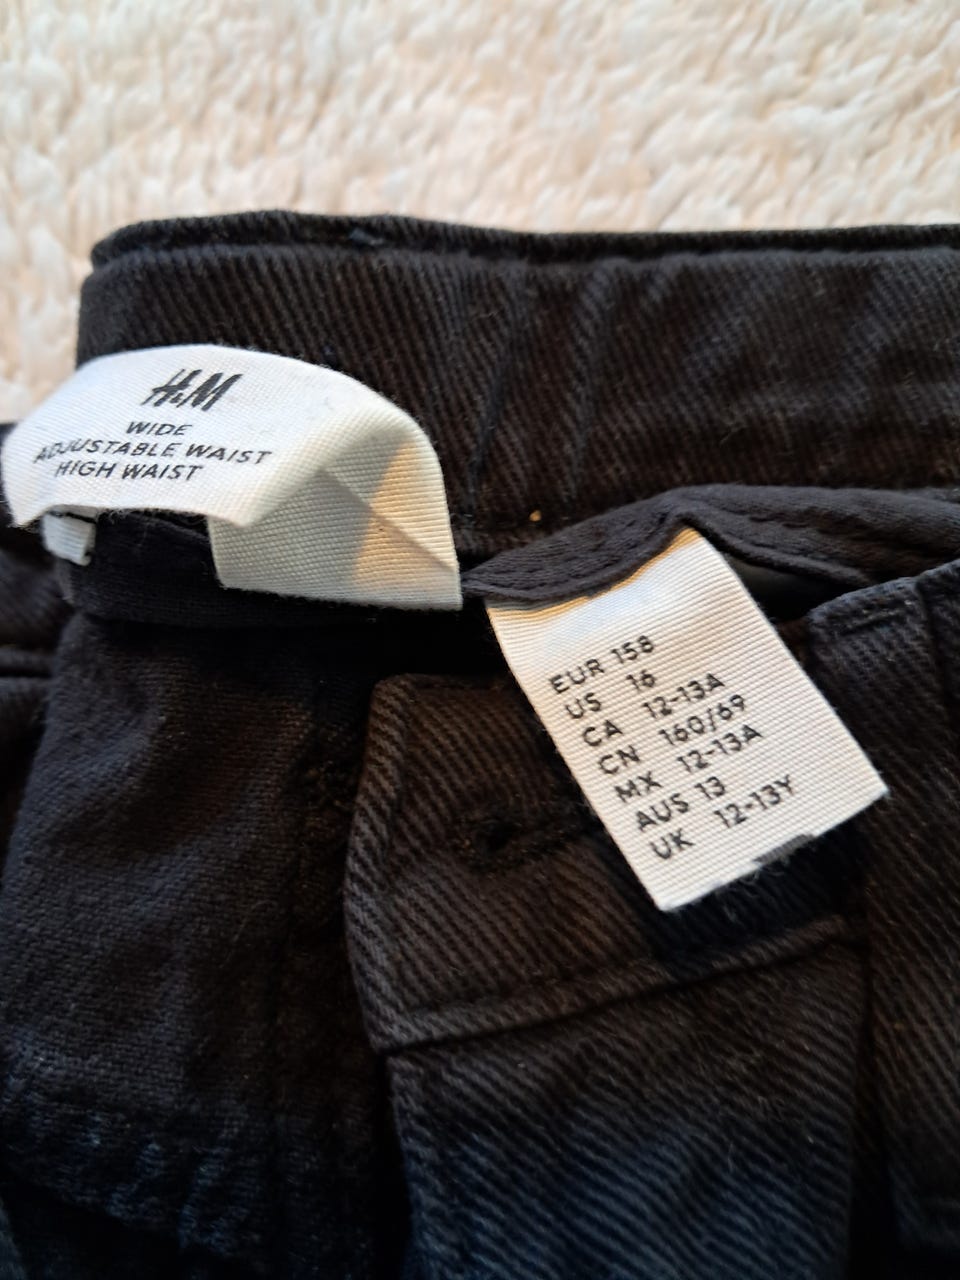 H&M
WIDE
ADJUSTABLE WAIST
HIGH WAIST
EUR 158
US 16
CA 12-13A
CN 160/69
MX 12-13A
AUS 13
UK 12-13Y